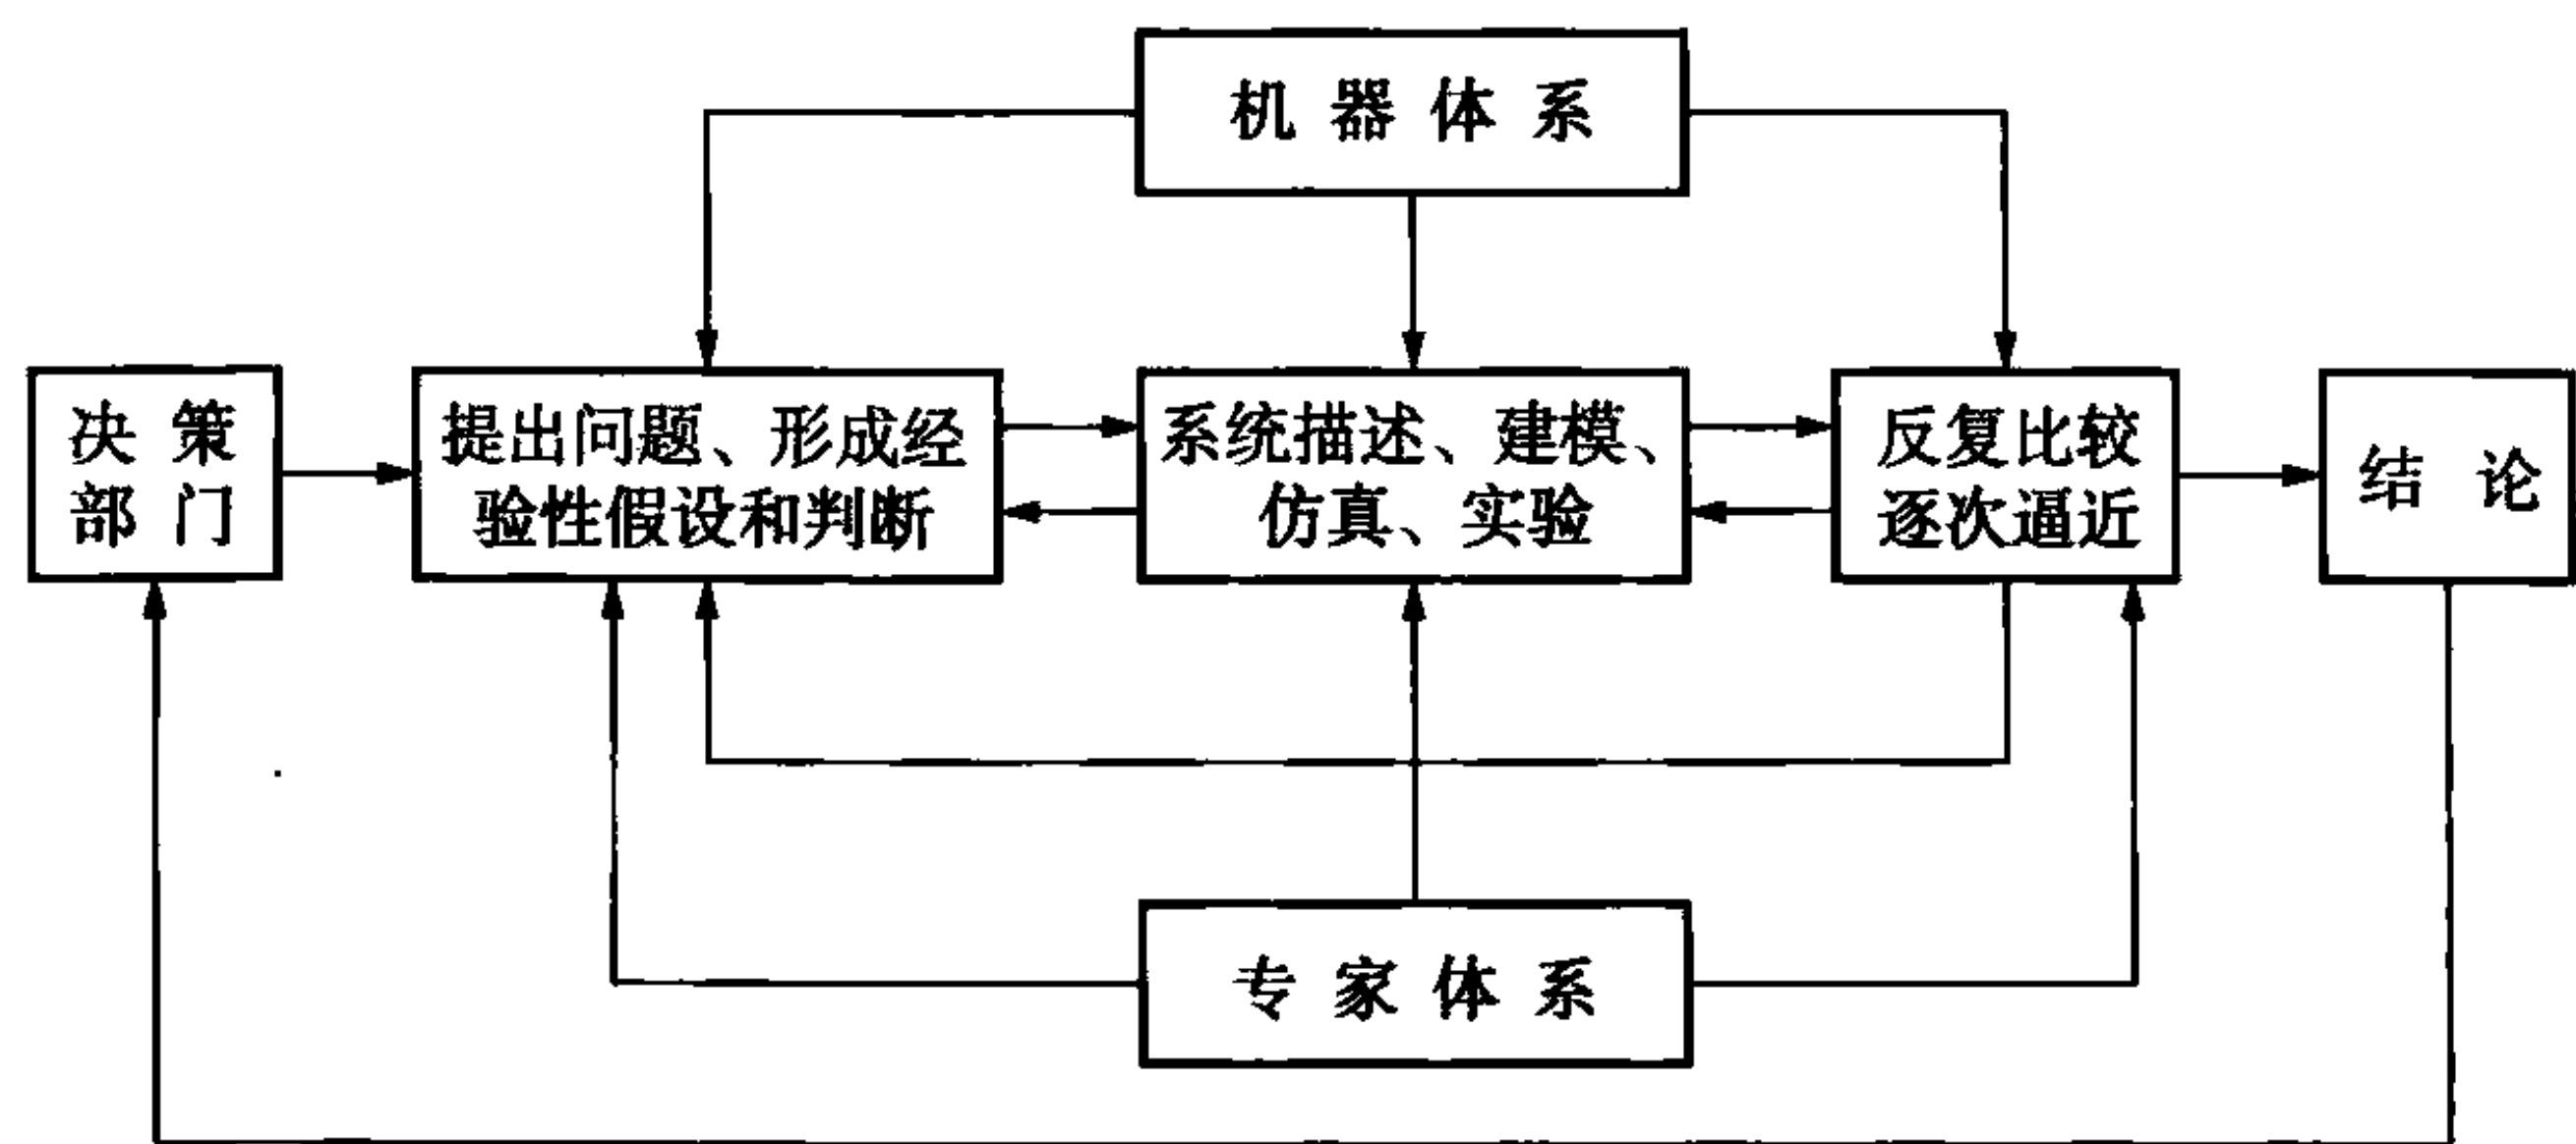 机器体系
决策
部门
提出问题、形成经
验性假设和判断
系统描述、建模、
仿真、实验
反复比较
逐次逼近
结论
专家体系